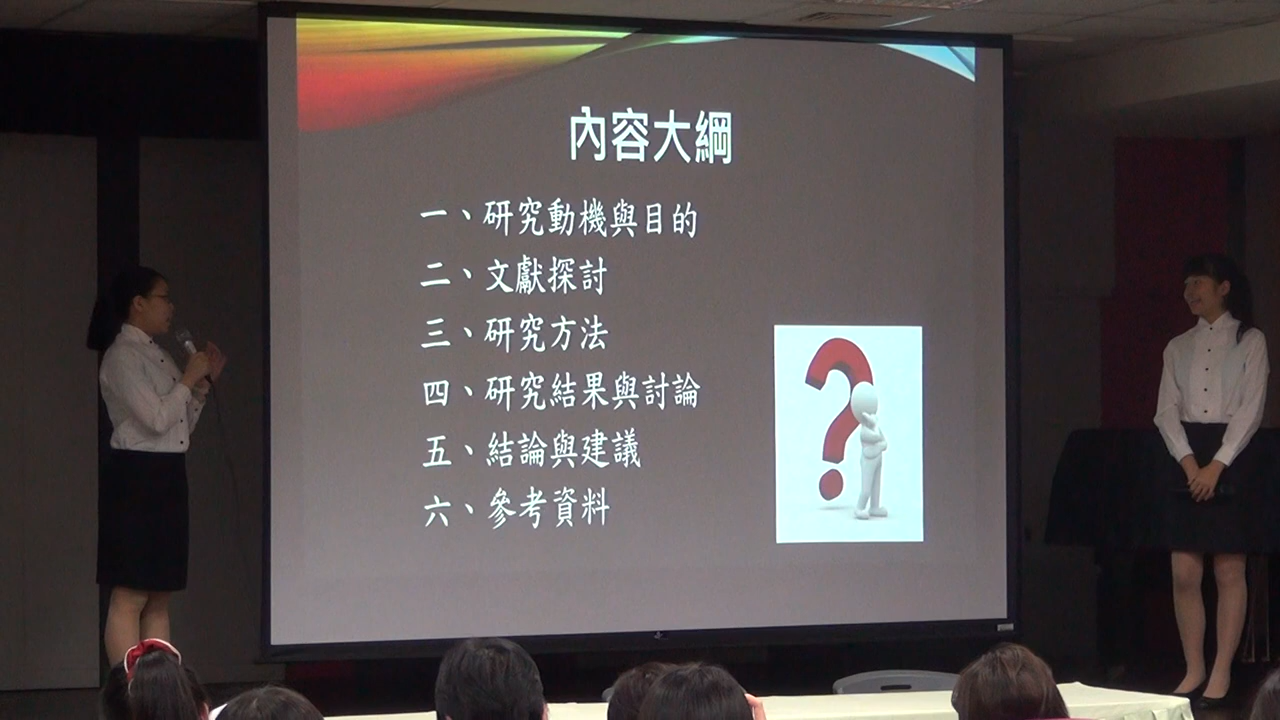 內容大綱
一、研究動機與目的
二、文獻探討
三、研究方法
四、研究結果與討論
五、結論與建議
六、參考資料